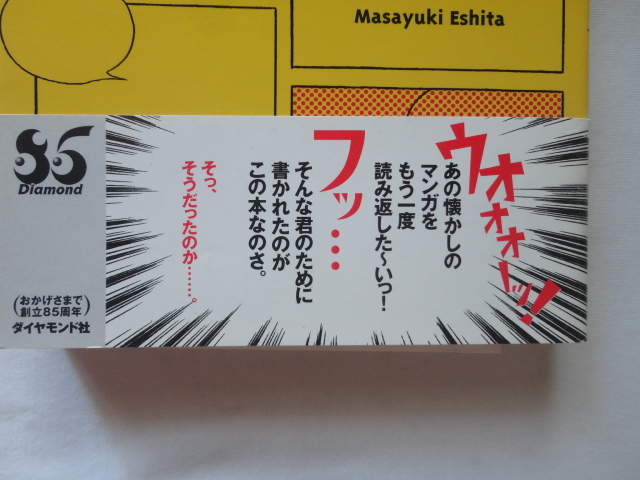 Masayuki Eshita
ウオォォーッ!!
あの懐かしの
マンガを
もう一度
読み返した〜いっ!
フッ…
そんな君のために
書かれたのが
この本なのさ。
そっ、
そうだったのか……。
85
Diamond
(おかげさまで
創立85周年)
ダイヤモンド社